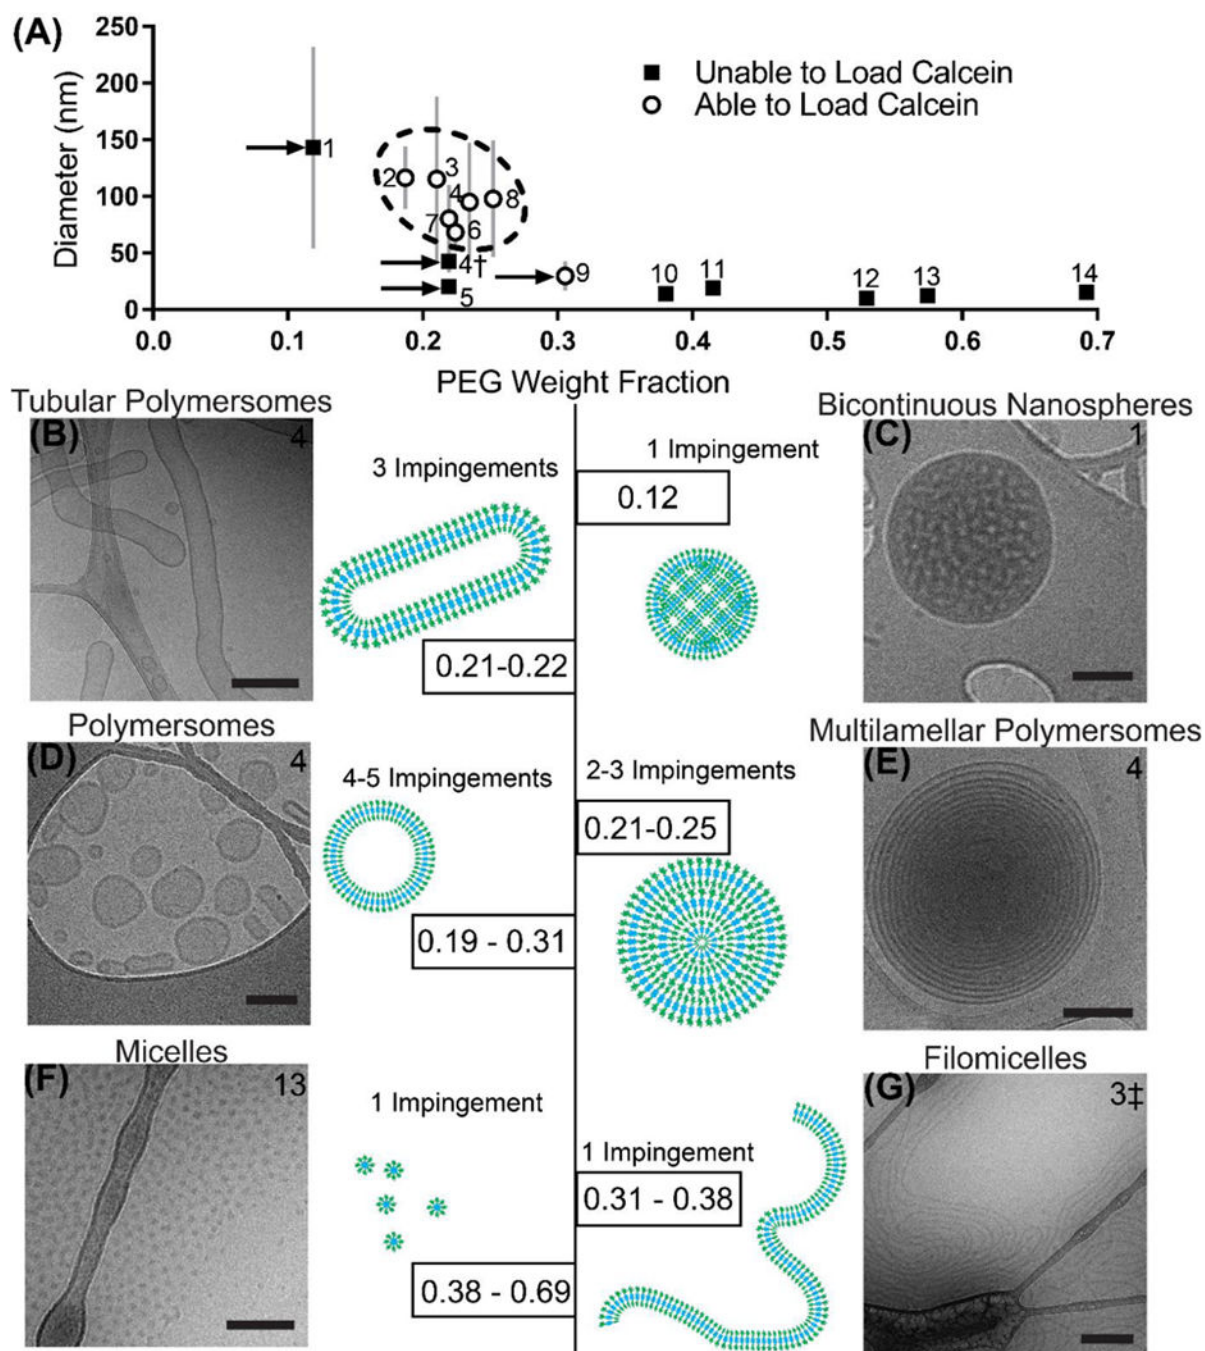 (A)
Diameter (nm)
250
200
150
100
50
0
Unable to Load Calcein
Able to Load Calcein
1
2
3
4
8
7
6
4†
5
9
10
11
12
13
14
0.0 0.1 0.2 0.3 0.4 0.5 0.6 0.7
PEG Weight Fraction
Tubular Polymersomes
(B)
4
3 Impingements
0.21-0.22
Bicontinuous Nanospheres
(C)
1
1 Impingement
0.12
Polymersomes
(D)
4
4-5 Impingements
0.19 - 0.31
Multilamellar Polymersomes
(E)
4
2-3 Impingements
0.21-0.25
Micelles
(F)
13
1 Impingement
0.38 - 0.69
Filomicelles
(G)
3‡
1 Impingement
0.31 - 0.38